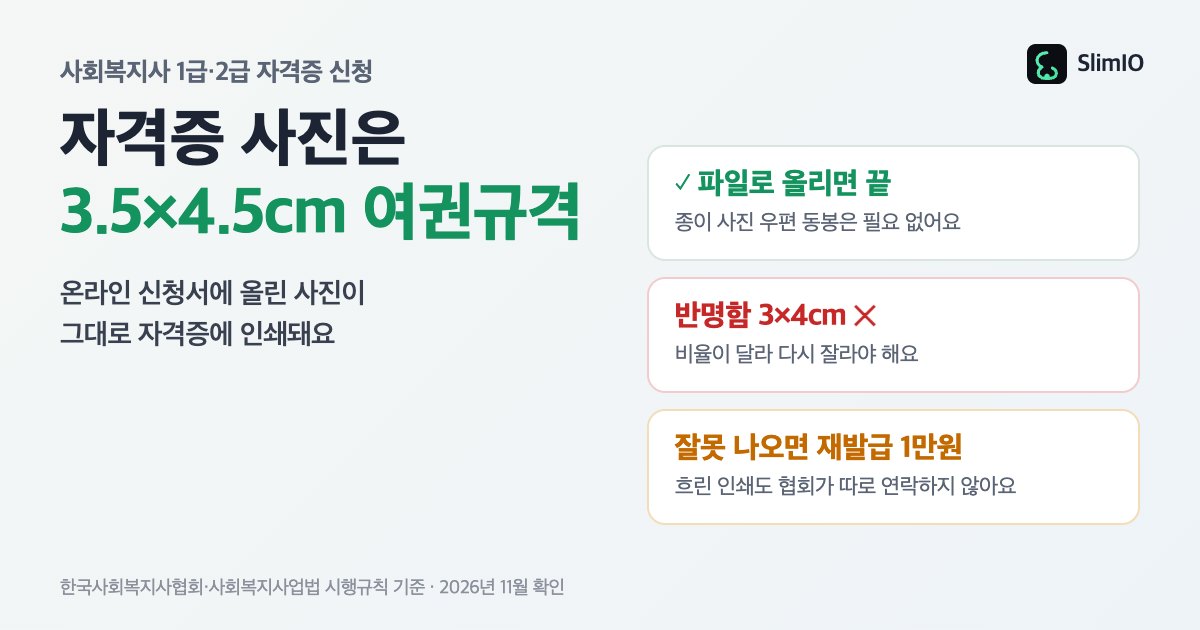 사회복지사 1급·2급 자격증 신청
자격증 사진은
3.5×4.5cm 여권규격
온라인 신청서에 올린 사진이
그대로 자격증에 인쇄돼요
SlimIO
✓ 파일로 올리면 끝
종이 사진 우편 동봉은 필요 없어요
반명함 3×4cm ✕
비율이 달라 다시 잘라야 해요
잘못 나오면 재발급 1만원
흐린 인쇄도 협회가 따로 연락하지 않아요
한국사회복지사협회·사회복지사업법 시행규칙 기준 · 2026년 11월 확인